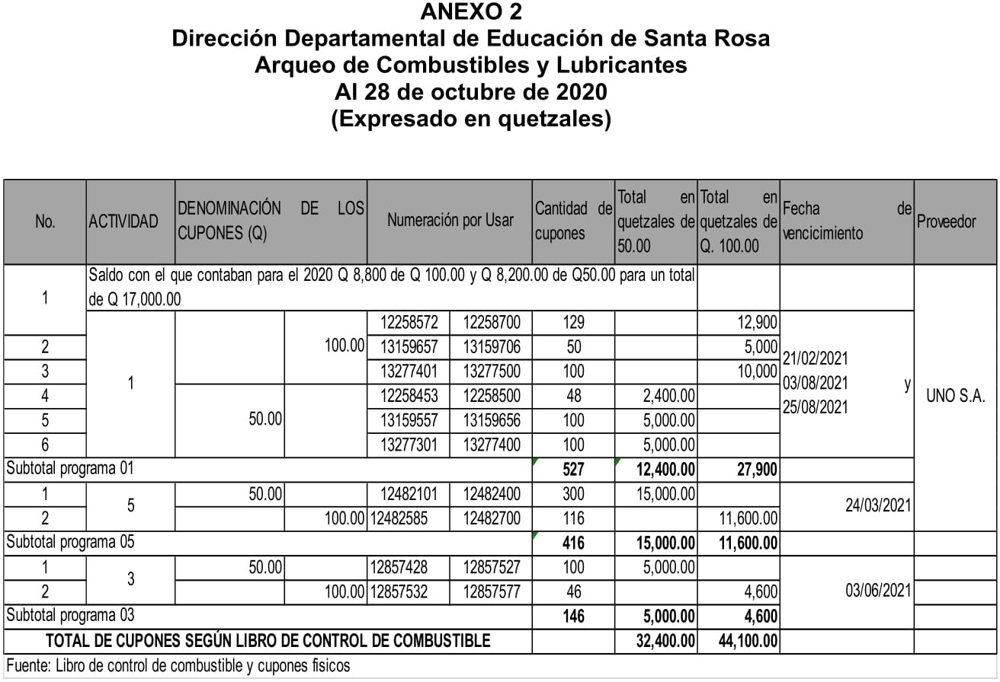 ANEXO 2
Dirección Departamental de Educación de Santa Rosa
Arqueo de Combustibles y Lubricantes
Al 28 de octubre de 2020
(Expresado en quetzales)
No. ACTIVIDAD DENOMINACIÓN DE LOS CUPONES (Q) Numeración por Usar Cantidad de cupones Total en quetzales de 50.00 Total en quetzales de Q. 100.00 Fecha de vencicimiento Proveedor
1 Saldo con el que contaban para el 2020 Q 8,800 de Q 100.00 y Q 8,200.00 de Q50.00 para un total
de Q 17,000.00
1 100.00 12258572 12258700 129 12,900 21/02/2021 03/08/2021 y 25/08/2021 UNO S.A.
2 13159657 13159706 50 5,000
3 13277401 13277500 100 10,000
4 50.00 12258453 12258500 48 2,400.00
5 13159557 13159656 100 5,000.00
6 13277301 13277400 100 5,000.00
Subtotal programa 01 527 12,400.00 27,900
1 5 50.00 12482101 12482400 300 15,000.00 24/03/2021
2 100.00 12482585 12482700 116 11,600.00
Subtotal programa 05 416 15,000.00 11,600.00
1 3 50.00 12857428 12857527 100 5,000.00 03/06/2021
2 100.00 12857532 12857577 46 4,600
Subtotal programa 03 146 5,000.00 4,600
TOTAL DE CUPONES SEGÚN LIBRO DE CONTROL DE COMBUSTIBLE 32,400.00 44,100.00
Fuente: Libro de control de combustible y cupones fisicos